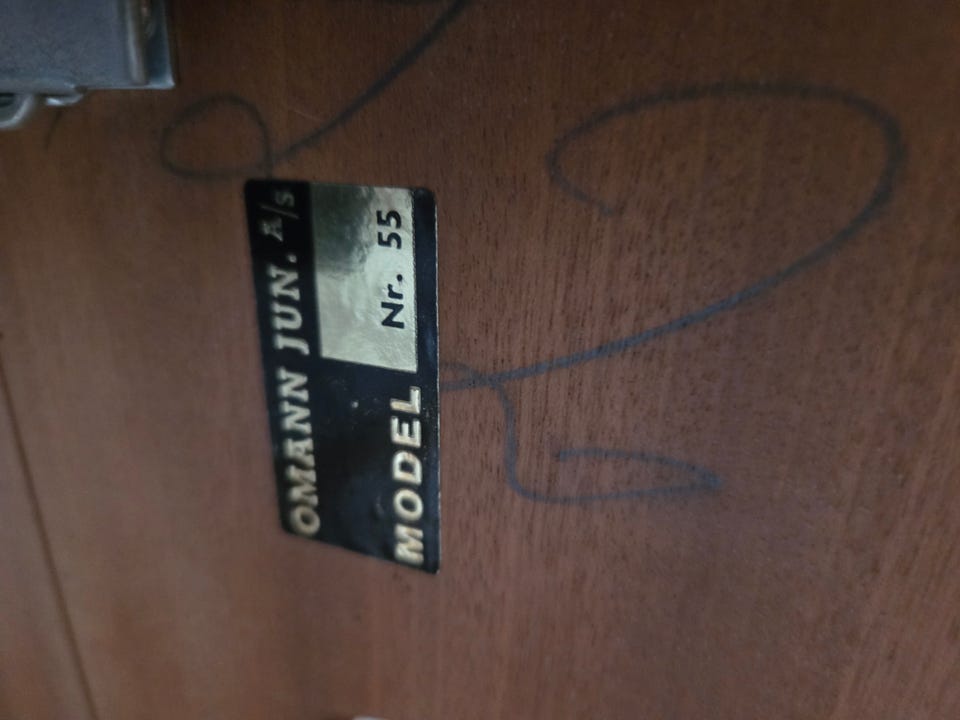 OMANN JUN. A/S
MODEL Nr. 55